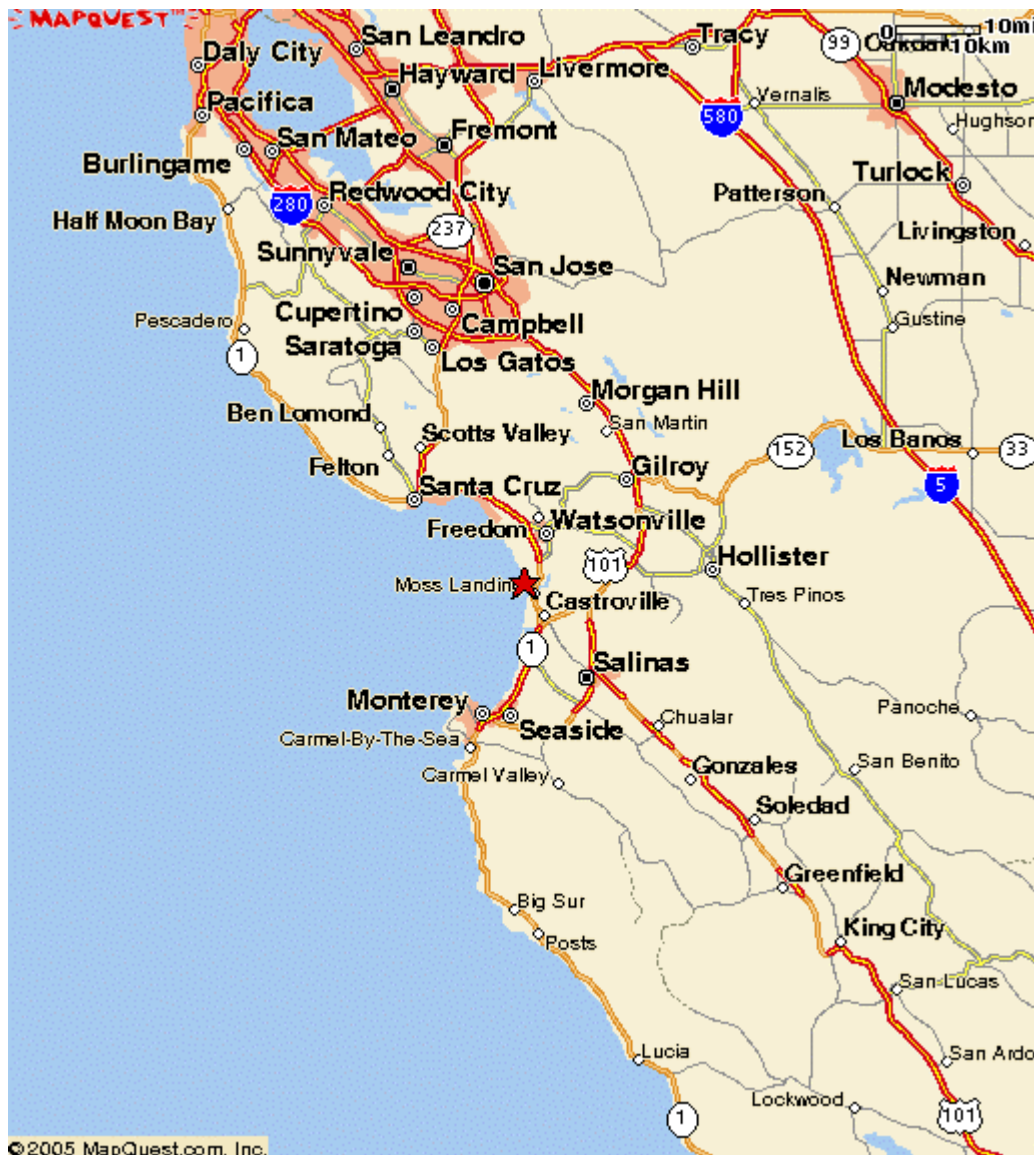 MAPQUEST
0 10mi
10km
Daly City
San Leandro
Tracy
99
Oakdale
Hayward
Livermore
Pacifica
580
Vernalis
Modesto
Hughson
Burlingame
San Mateo
Fremont
Turlock
Half Moon Bay
280
Redwood City
Patterson
237
Livingston
Sunnyvale
San Jose
Newman
Cupertino
Campbell
Gustine
Pescadero
1
Saratoga
Los Gatos
Morgan Hill
Ben Lomond
San Martin
Scotts Valley
152
Los Banos
33
Felton
Gilroy
5
Santa Cruz
Freedom
Watsonville
101
Hollister
Moss Landin
Castroville
Tres Pinos
1
Salinas
Monterey
Seaside
Chualar
Panoche
Carmel-By-The-Sea
Carmel Valley
Gonzales
San Benito
Soledad
Greenfield
Big Sur
Posts
King City
San Lucas
Lucia
San Ardo
Lockwood
1
101
©2005 MapQuest.com, Inc.